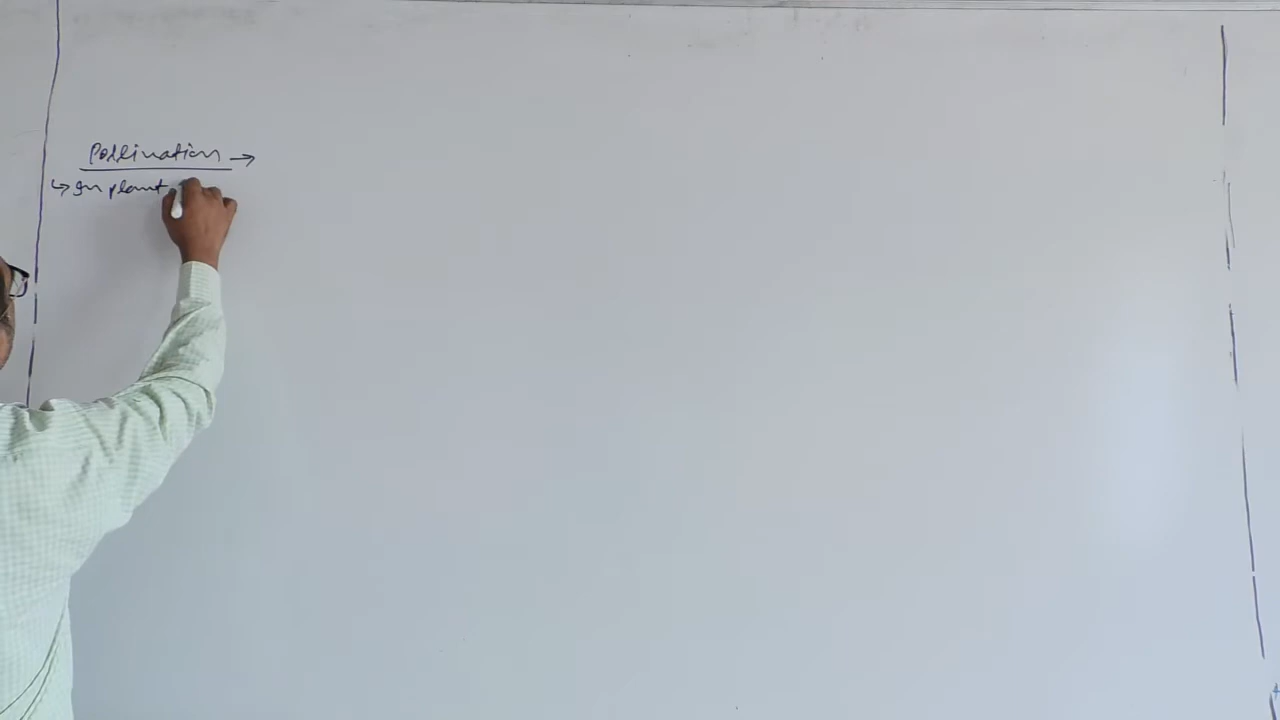 Pollination →
↳ In plant